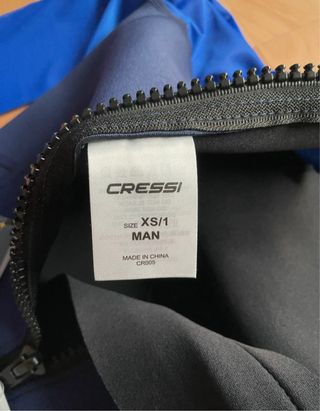 CRESSI
SIZE XS/1
MAN
MADE IN CHINA
CR005